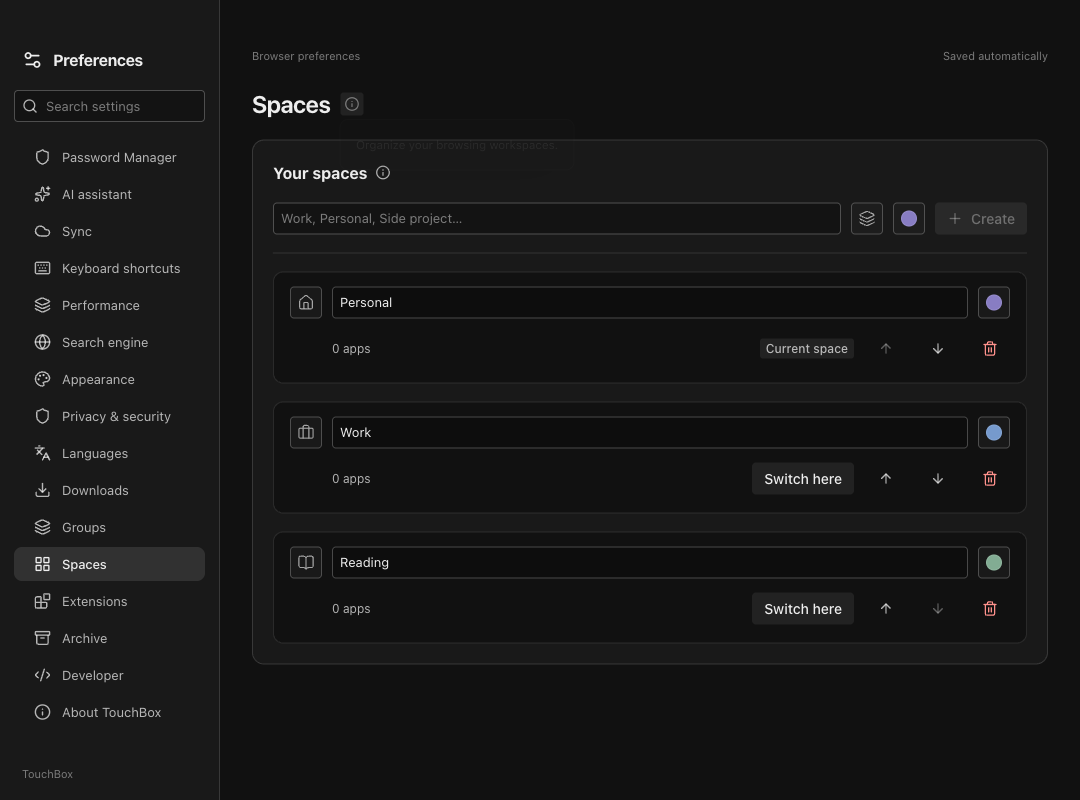 Preferences
Search settings
Password Manager
AI assistant
Sync
Keyboard shortcuts
Performance
Search engine
Appearance
Privacy & security
Languages
Downloads
Groups
Spaces
Extensions
Archive
Developer
About TouchBox
TouchBox
Browser preferences
Saved automatically
Spaces
Organize your browsing workspaces.
Your spaces
Work, Personal, Side project...
Create
Personal
0 apps
Current space
Work
0 apps
Switch here
Reading
0 apps
Switch here